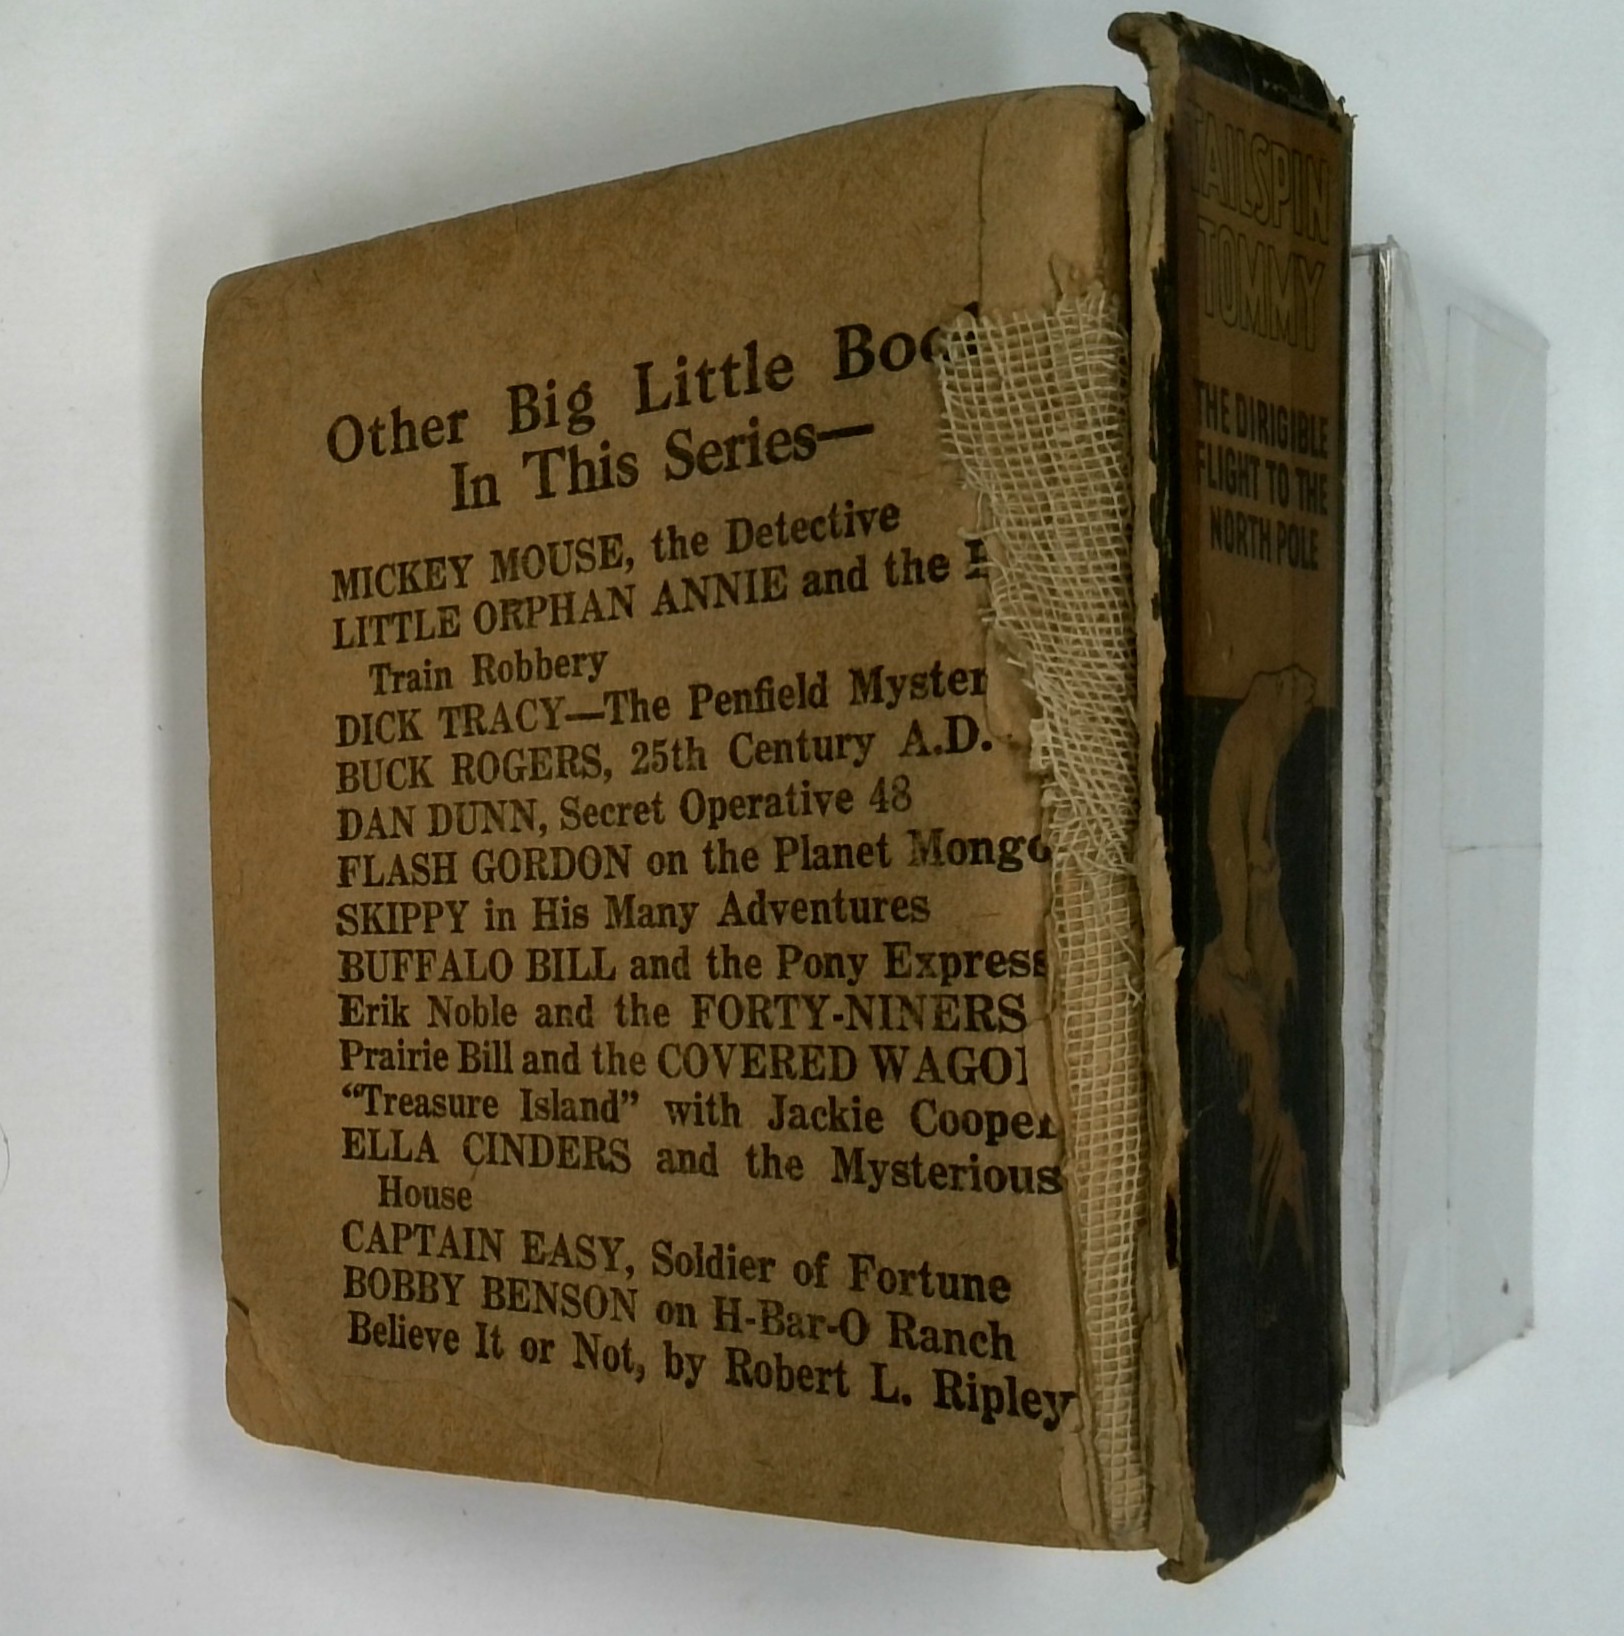 Other Big Little Boo
In This Series—
MICKEY MOUSE, the Detective
LITTLE ORPHAN ANNIE and the
Train Robbery
DICK TRACY—The Penfield Myster
BUCK ROGERS, 25th Century A.D.
DAN DUNN, Secret Operative 48
FLASH GORDON on the Planet Mongo
SKIPPY in His Many Adventures
BUFFALO BILL and the Pony Express
Erik Noble and the FORTY-NINERS
Prairie Bill and the COVERED WAGO
“Treasure Island” with Jackie Cooper
ELLA CINDERS and the Mysterious
House
CAPTAIN EASY, Soldier of Fortune
BOBBY BENSON on H-Bar-O Ranch
Believe It or Not, by Robert L. Ripley
TAILSPIN
TOMMY
THE DIRIGIBLE
FLIGHT TO THE
NORTH POLE